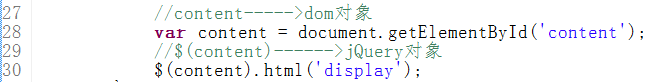 27 //content----->dom对象
28 var content = document.getElementById('content');
29 //$(content)------>jQuery对象
30 $(content).html('display');